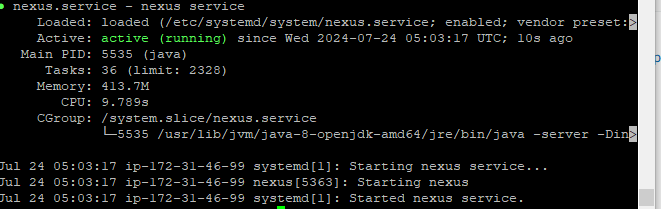 ● nexus.service - nexus service
Loaded: loaded (/etc/systemd/system/nexus.service; enabled; vendor preset:>
Active: active (running) since Wed 2024-07-24 05:03:17 UTC; 10s ago
Main PID: 5535 (java)
Tasks: 36 (limit: 2328)
Memory: 413.7M
CPU: 9.789s
CGroup: /system.slice/nexus.service
└─5535 /usr/lib/jvm/java-8-openjdk-amd64/jre/bin/java -server -Din>
Jul 24 05:03:17 ip-172-31-46-99 systemd[1]: Starting nexus service...
Jul 24 05:03:17 ip-172-31-46-99 nexus[5363]: Starting nexus
Jul 24 05:03:17 ip-172-31-46-99 systemd[1]: Started nexus service.